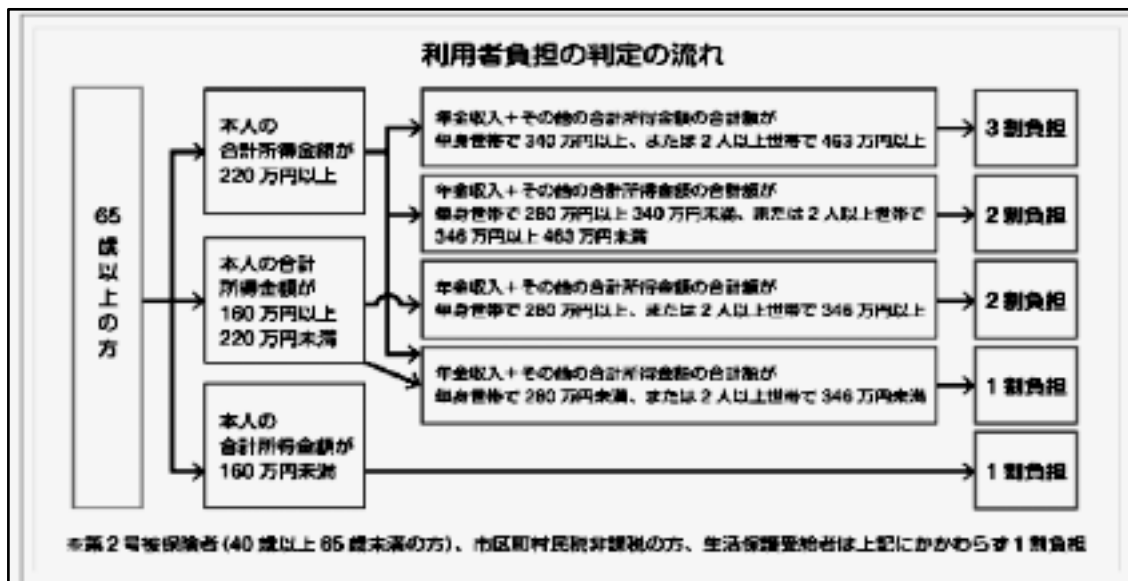 利用者負担の判定の流れ
65歳以上の方
本人の
合計所得金額が
220万円以上
年金収入+その他の合計所得金額の合計額が
単身世帯で340万円以上、または2人以上世帯で463万円以上
3割負担
年金収入+その他の合計所得金額の合計額が
単身世帯で280万円以上340万円未満、または2人以上世帯で
346万円以上463万円未満
2割負担
本人の合計
所得金額が
160万円以上
220万円未満
年金収入+その他の合計所得金額の合計額が
単身世帯で280万円以上、または2人以上世帯で346万円以上
2割負担
年金収入+その他の合計所得金額の合計額が
単身世帯で280万円未満、または2人以上世帯で346万円未満
1割負担
本人の
合計所得金額が
160万円未満
1割負担
※第2号被保険者(40歳以上65歳未満の方)、市区町村民税非課税の方、生活保護受給者は上記にかかわらず1割負担